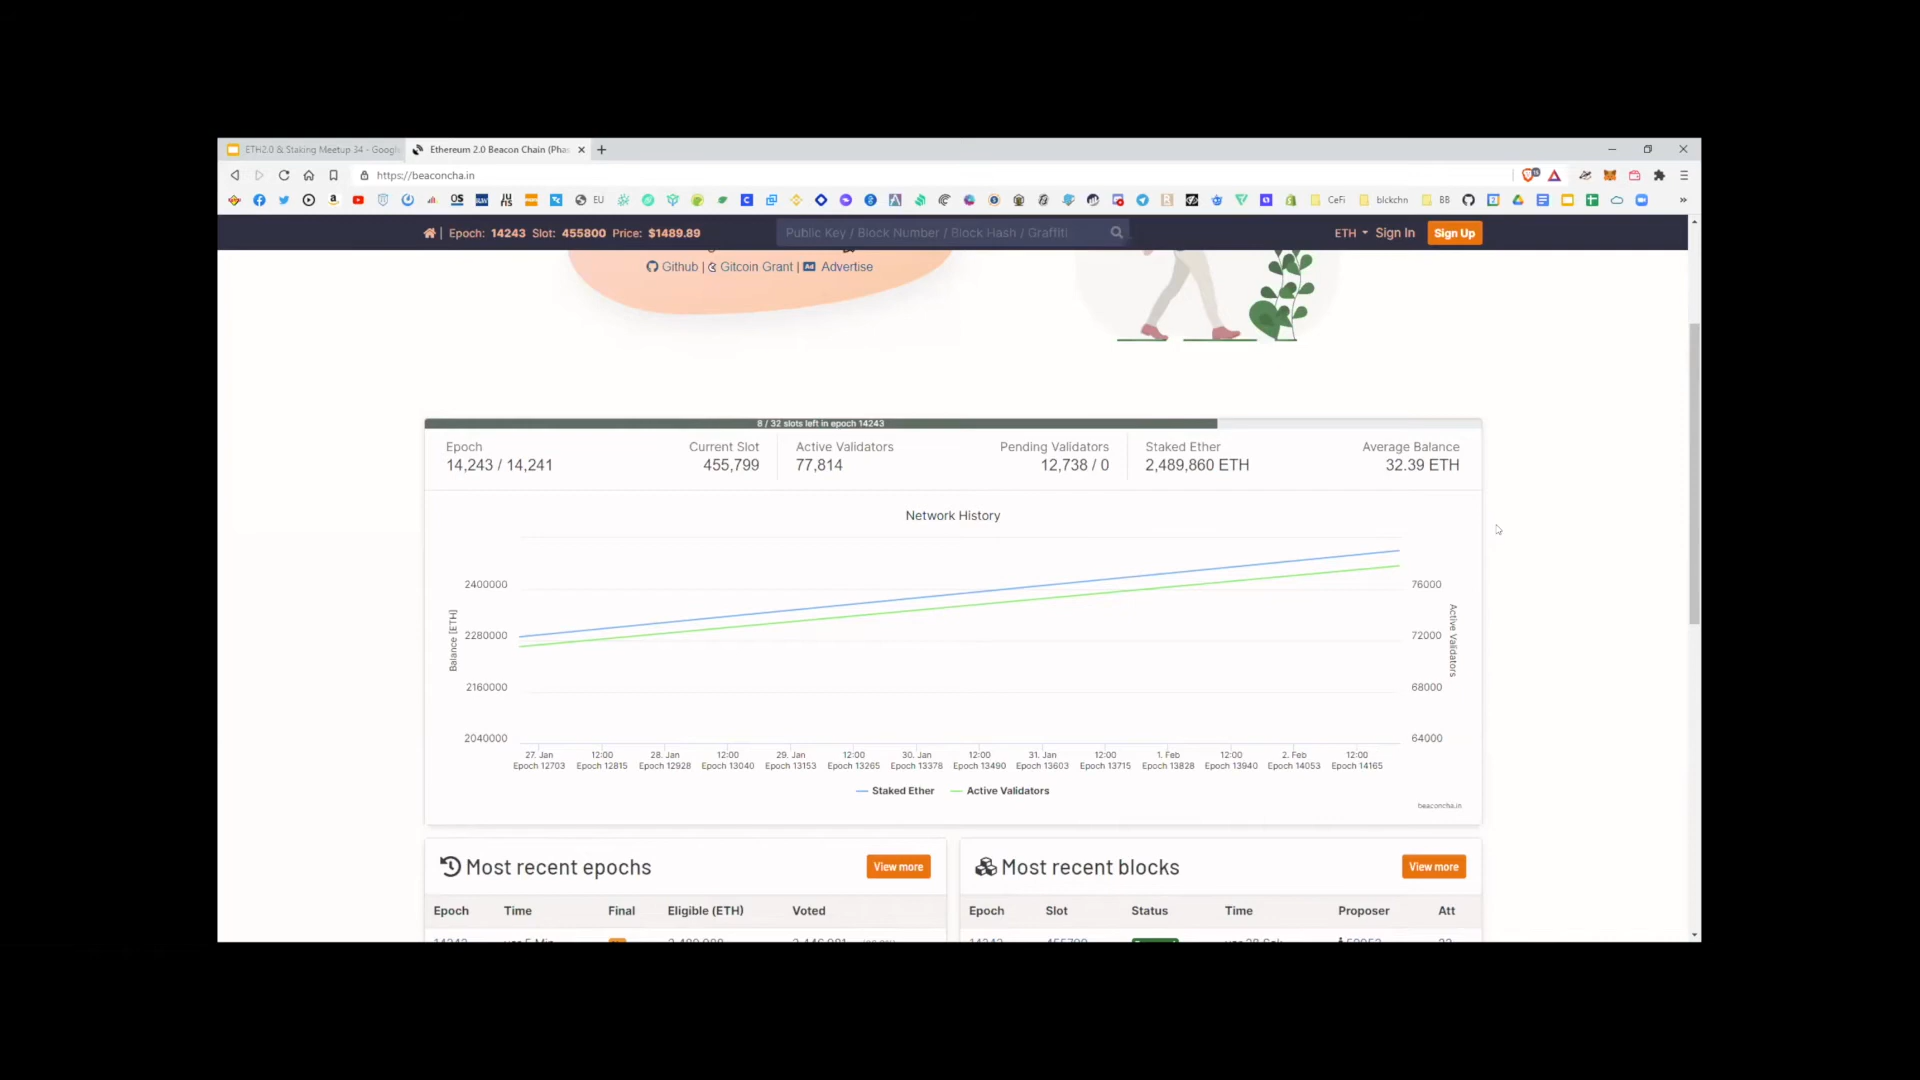 ETH2.0 & Staking Meetup 34 - Google
Ethereum 2.0 Beacon Chain (Pha
https://beaconcha.in
EU
CeFi
blckchn
BB
Epoch: 14243 Slot: 455800 Price: $1489.89
Public Key / Block Number / Block Hash / Graffiti
ETH
Sign In
Sign Up
Github | Gitcoin Grant | Advertise
8 / 32 slots left in epoch 14243
Epoch
Current Slot
Active Validators
Pending Validators
Staked Ether
Average Balance
14,243 / 14,241
455,799
77,814
12,738 / 0
2,489,860 ETH
32.39 ETH
Network History
2400000
2280000
2160000
2040000
Balance [ETH]
76000
72000
68000
64000
Active Validators
27. Jan 12:00 28. Jan 12:00 29. Jan 12:00 30. Jan 12:00 31. Jan 12:00 1. Feb 12:00 2. Feb 12:00
Epoch 12703 Epoch 12815 Epoch 12928 Epoch 13040 Epoch 13153 Epoch 13265 Epoch 13378 Epoch 13490 Epoch 13603 Epoch 13715 Epoch 13828 Epoch 13940 Epoch 14053 Epoch 14165
Staked Ether
Active Validators
beaconcha.in
Most recent epochs
View more
Epoch Time Final Eligible (ETH) Voted
Most recent blocks
View more
Epoch Slot Status Time Proposer Att